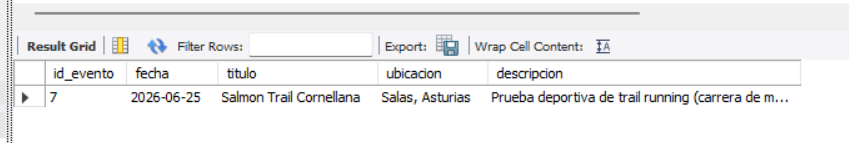 Result Grid Filter Rows: Export: Wrap Cell Content: IA
id_evento fecha titulo ubicacion descripcion
7 2026-06-25 Salmon Trail Cornellana Salas, Asturias Prueba deportiva de trail running (carrera de m...